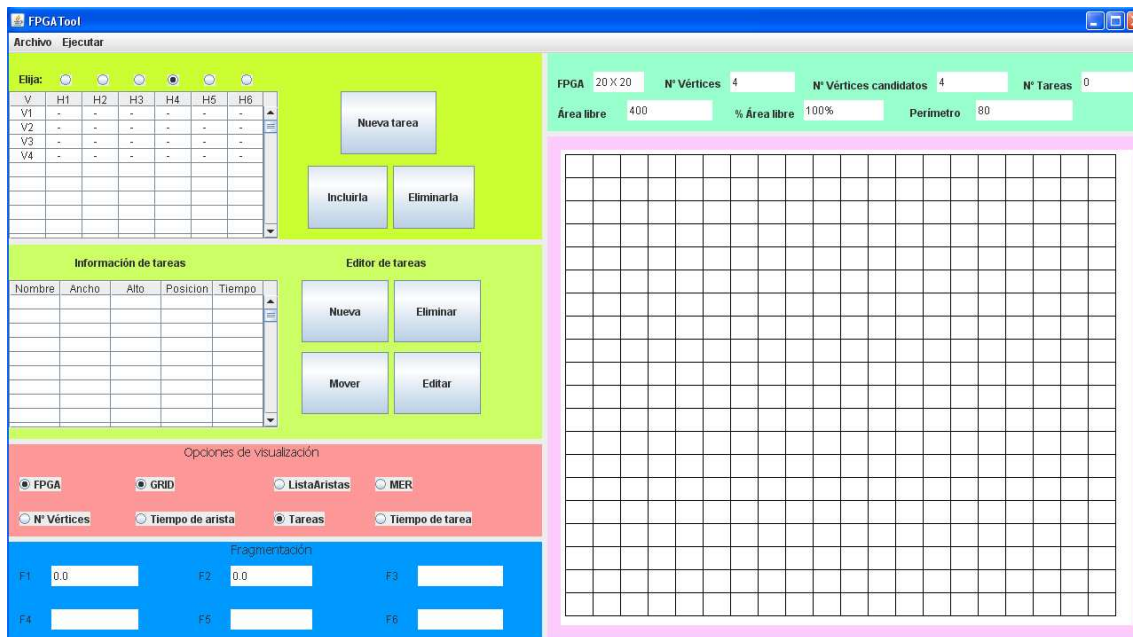 FPGATool
Archivo Ejecutar
Elija:
V H1 H2 H3 H4 H5 H6
V1 - - - - - -
V2 - - - - - -
V3 - - - - - -
V4 - - - - - -
Nueva tarea
Incluirla Eliminarla
FPGA 20 X 20 Nº Vértices 4 Nº Vértices candidatos 4 Nº Tareas 0
Área libre 400 % Área libre 100% Perímetro 80
Información de tareas
Nombre Ancho Alto Posicion Tiempo
Editor de tareas
Nueva Eliminar
Mover Editar
Opciones de visualización
FPGA GRID ListaAristas MER
Nº Vértices Tiempo de arista Tareas Tiempo de tarea
Fragmentación
F1 0.0 F2 0.0 F3
F4 F5 F6